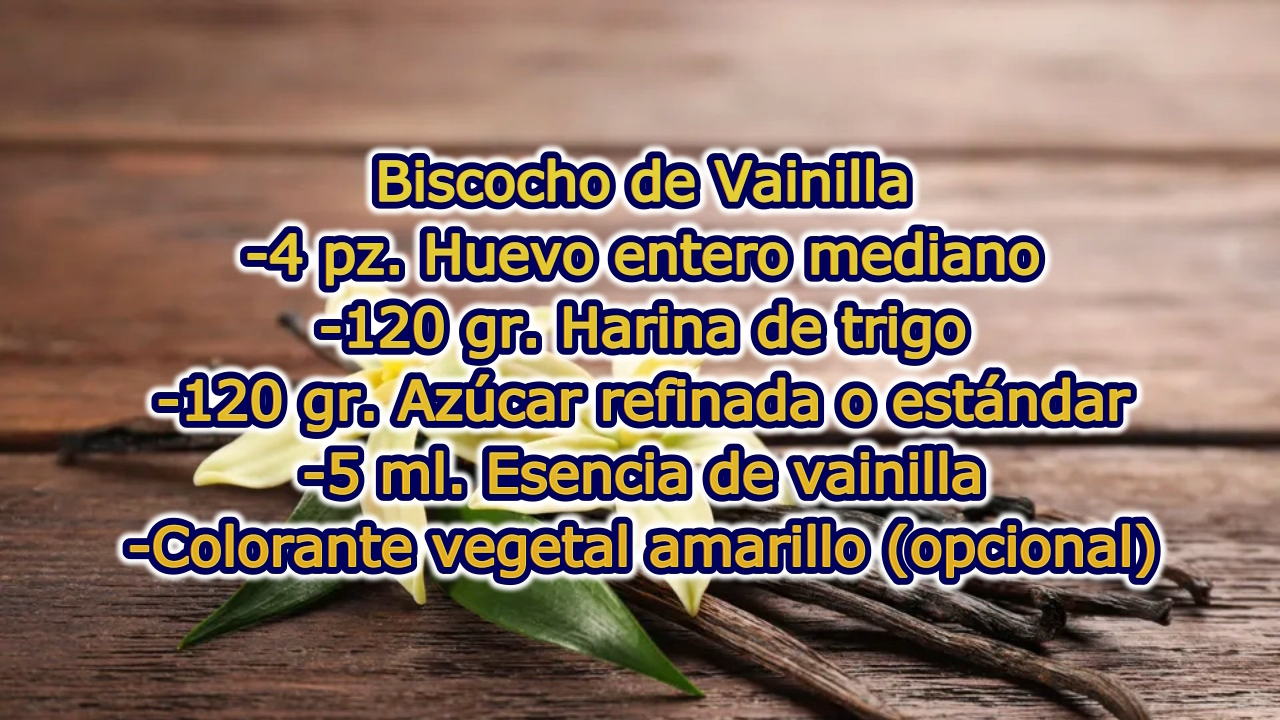 Biscocho de Vainilla
-4 pz. Huevo entero mediano
-120 gr. Harina de trigo
-120 gr. Azúcar refinada o estándar
-5 ml. Esencia de vainilla
-Colorante vegetal amarillo (opcional)